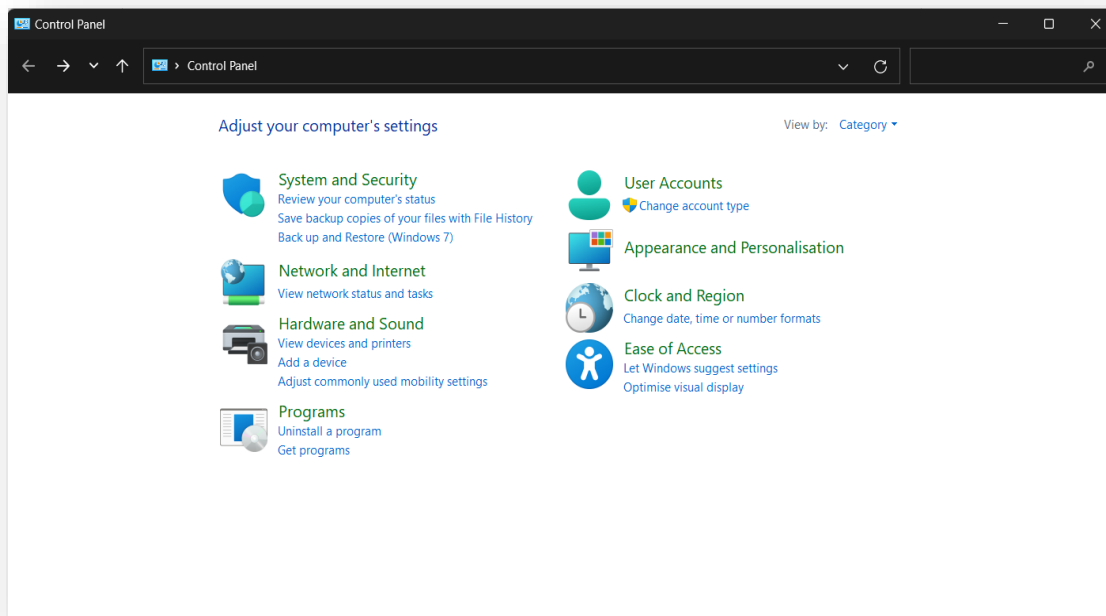 Control Panel
Control Panel
Adjust your computer's settings
View by: Category
System and Security
Review your computer's status
Save backup copies of your files with File History
Back up and Restore (Windows 7)
Network and Internet
View network status and tasks
Hardware and Sound
View devices and printers
Add a device
Adjust commonly used mobility settings
Programs
Uninstall a program
Get programs
User Accounts
Change account type
Appearance and Personalisation
Clock and Region
Change date, time or number formats
Ease of Access
Let Windows suggest settings
Optimise visual display